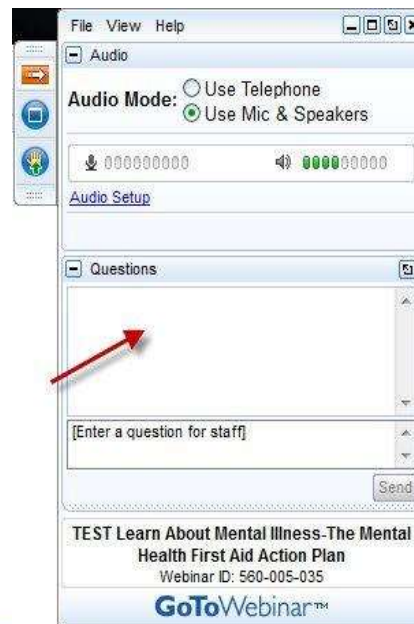 File View Help
Audio
Audio Mode: Use Telephone
Use Mic & Speakers
Audio Setup
Questions
[Enter a question for staff]
Send
TEST Learn About Mental Illness-The Mental
Health First Aid Action Plan
Webinar ID: 560-005-035
GoToWebinar™